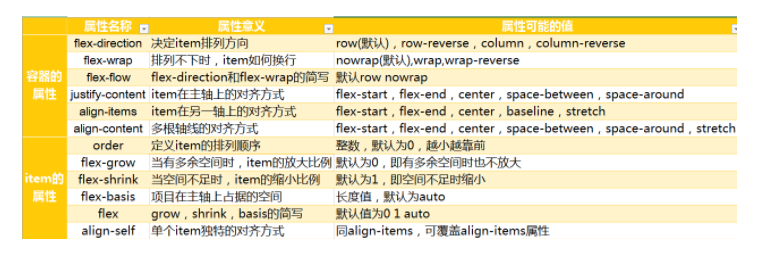 属性名称 属性意义 属性可能的值
容器的属性
flex-direction 决定item排列方向 row(默认)，row-reverse，column，column-reverse
flex-wrap 排列不下时，item如何换行 nowrap(默认),wrap,wrap-reverse
flex-flow flex-direction和flex-wrap的简写 默认row nowrap
justify-content item在主轴上的对齐方式 flex-start，flex-end，center，space-between，space-around
align-items item在另一轴上的对齐方式 flex-start，flex-end，center，baseline，stretch
align-content 多根轴线的对齐方式 flex-start，flex-end，center，space-between，space-around，stretch
item的属性
order 定义item的排列顺序 整数，默认为0，越小越靠前
flex-grow 当有多余空间时，item的放大比例 默认为0，即有多余空间时也不放大
flex-shrink 当空间不足时，item的缩小比例 默认为1，即空间不足时缩小
flex-basis 项目在主轴上占据的空间 长度值，默认为auto
flex grow，shrink，basis的简写 默认值为0 1 auto
align-self 单个item独特的对齐方式 同align-items，可覆盖align-items属性